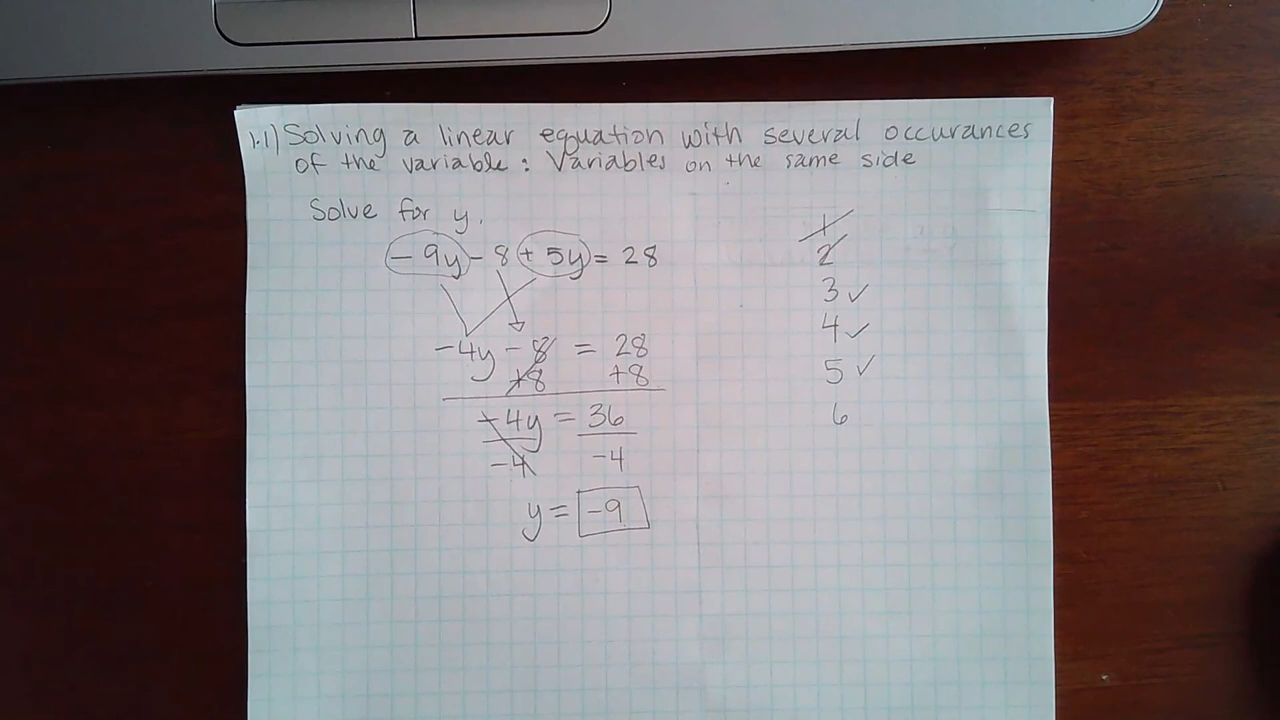 1.1) Solving a linear equation with several occurances
of the variable: Variables on the same side
Solve for y.
- 9y - 8 + 5y = 28
-4y - 8 = 28
+8 +8
-4y = 36
-4 -4
y = -9
1
2
3 ✓
4 ✓
5 ✓
6